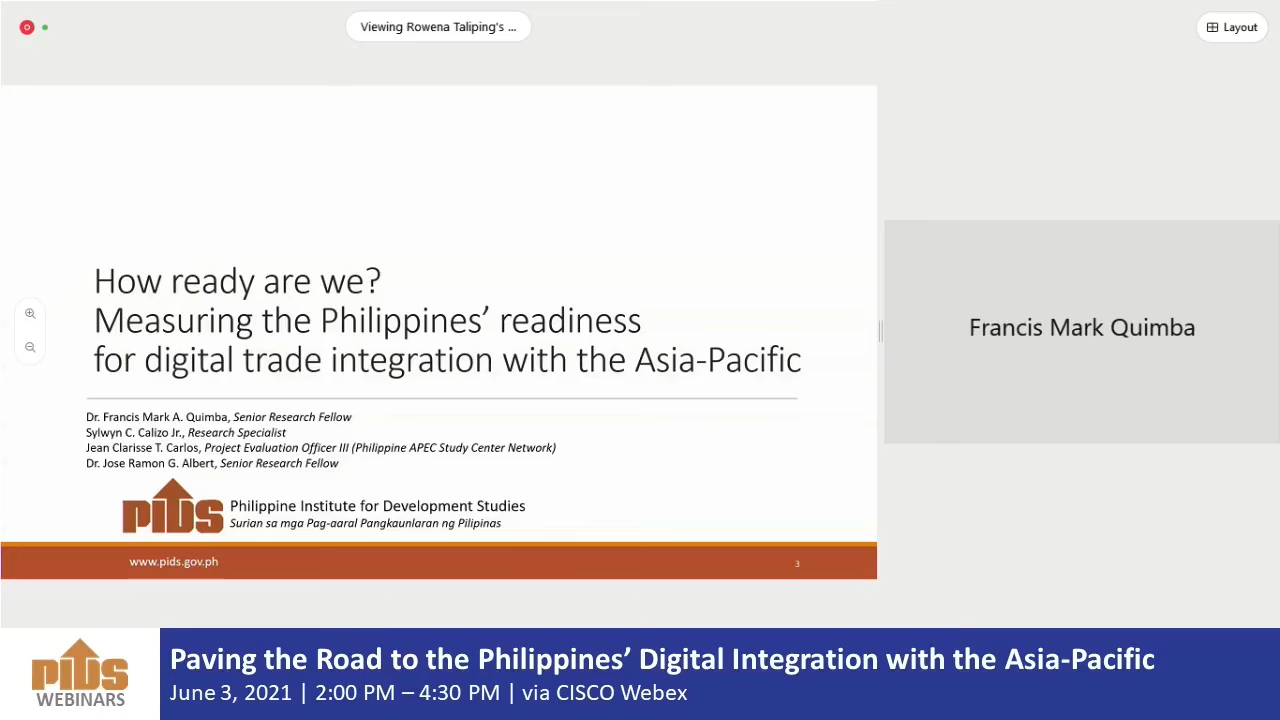 Viewing Rowena Taliping's ...
Layout
How ready are we?
Measuring the Philippines’ readiness
for digital trade integration with the Asia-Pacific
Dr. Francis Mark A. Quimba, Senior Research Fellow
Sylwyn C. Calizo Jr., Research Specialist
Jean Clarisse T. Carlos, Project Evaluation Officer III (Philippine APEC Study Center Network)
Dr. Jose Ramon G. Albert, Senior Research Fellow
PIDS
Philippine Institute for Development Studies
Surian sa mga Pag-aaral Pangkaunlaran ng Pilipinas
www.pids.gov.ph
3
Francis Mark Quimba
PIDS
WEBINARS
Paving the Road to the Philippines’ Digital Integration with the Asia-Pacific
June 3, 2021 | 2:00 PM – 4:30 PM | via CISCO Webex